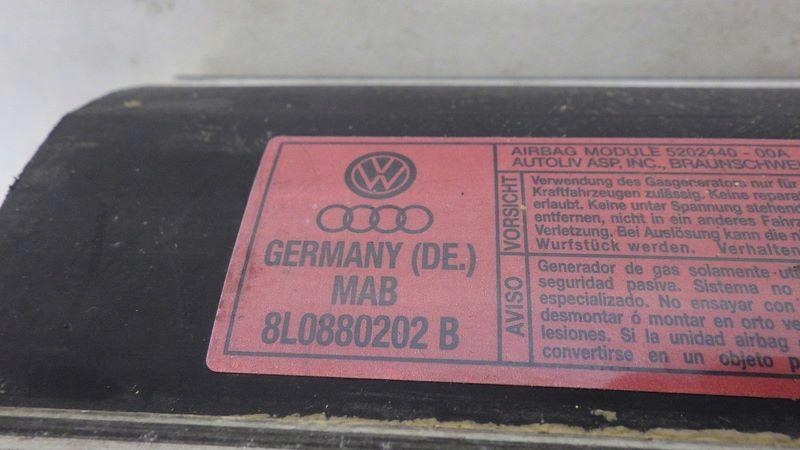 VW
GERMANY (DE.)
MAB
8L0880202 B
AIRBAG MODULE 5202440 - 00A
AUTOLIV ASP, INC., BRAUNSCHWEI
VORSICHT
Verwendung des Gasgenerators nur für
Kraftfahrzeugen zulässig. Keine repara
erlaubt. Keine unter Spannung stehend
entfernen, nicht in ein anderes Fahrz
Verletzung. Bei Auslösung kann die n
Wurfstück werden. Verhalten
AVISO
Generador de gas solamente uti
seguridad pasiva. Sistema no
especializado. No ensayar con
desmontar ó montar en orto ve
lesiones. Si la unidad airbag
convertirse en un objeto p